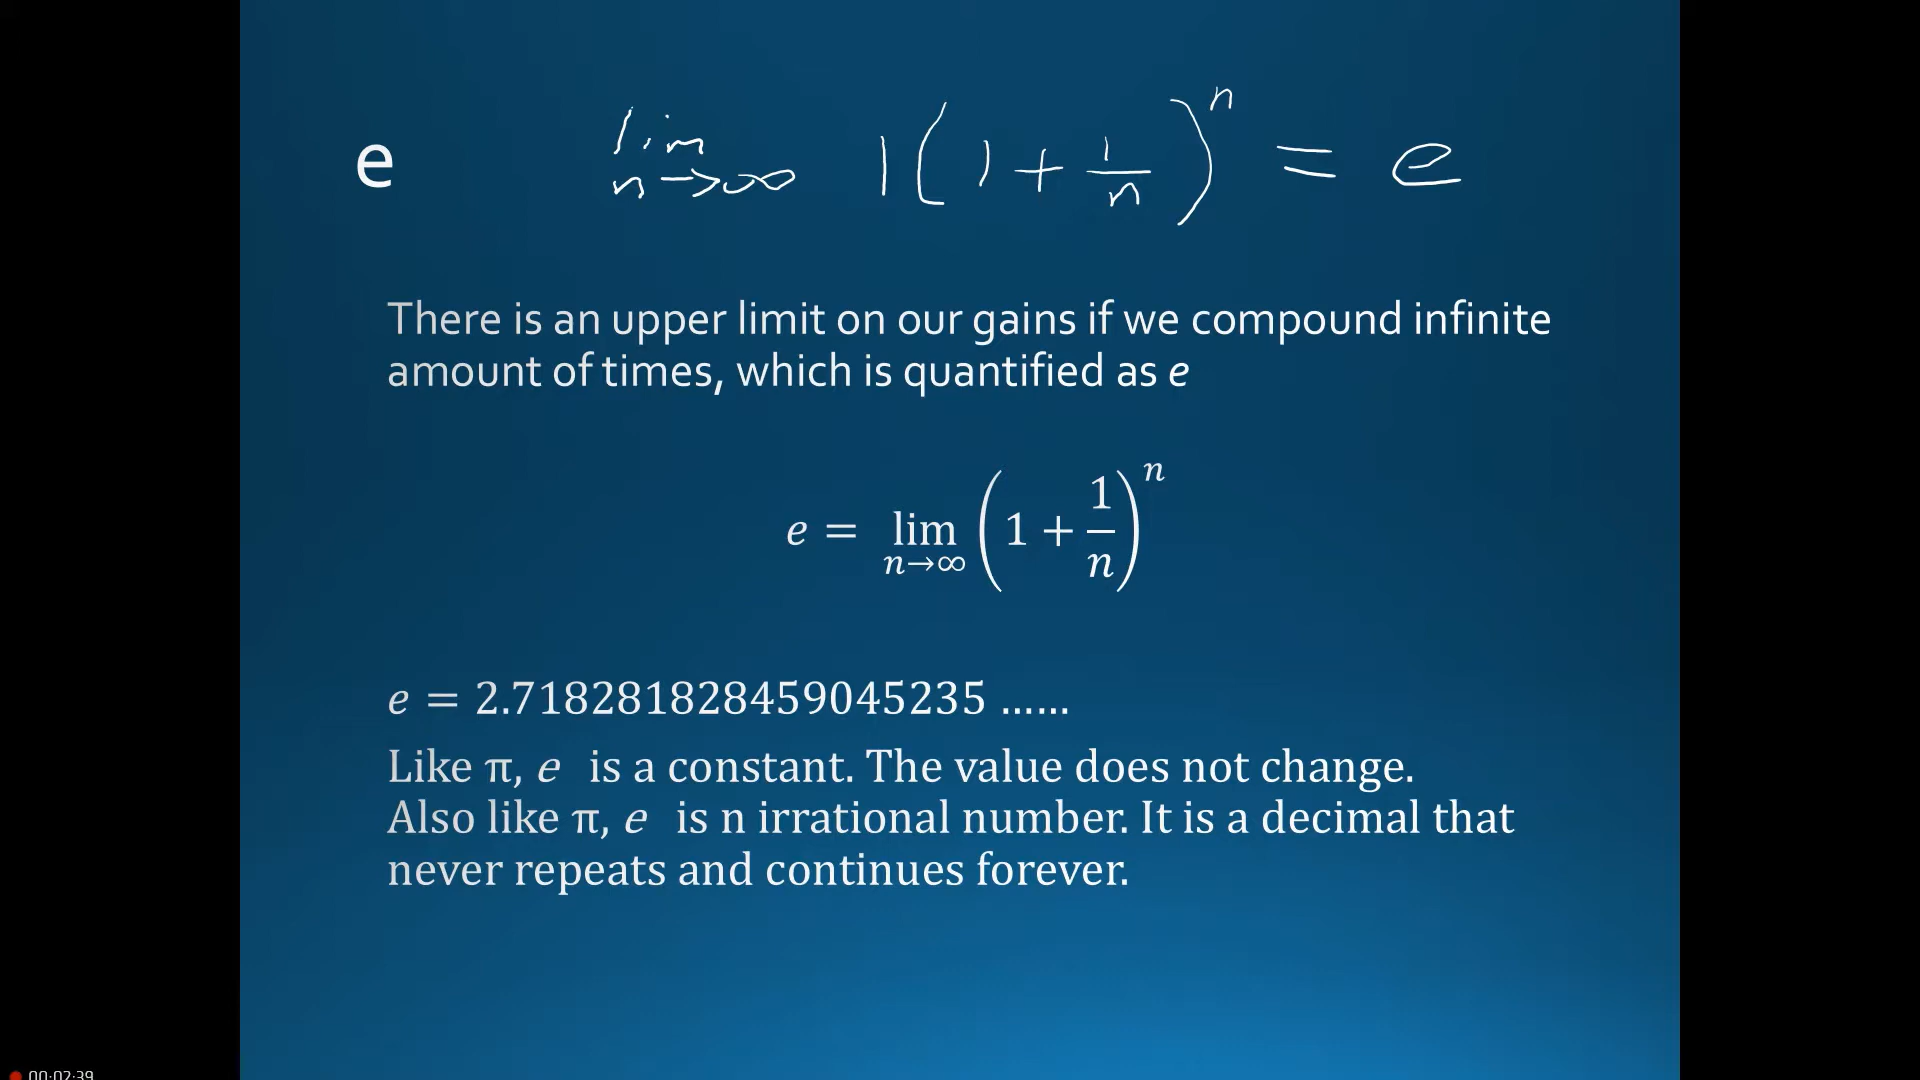 e
lim n→∞ 1(1 + 1/n)^n = e
There is an upper limit on our gains if we compound infinite
amount of times, which is quantified as e
e = lim n→∞ (1 + 1/n)^n
e = 2.718281828459045235 ......
Like π, e is a constant. The value does not change.
Also like π, e is n irrational number. It is a decimal that
never repeats and continues forever.
00:02:39